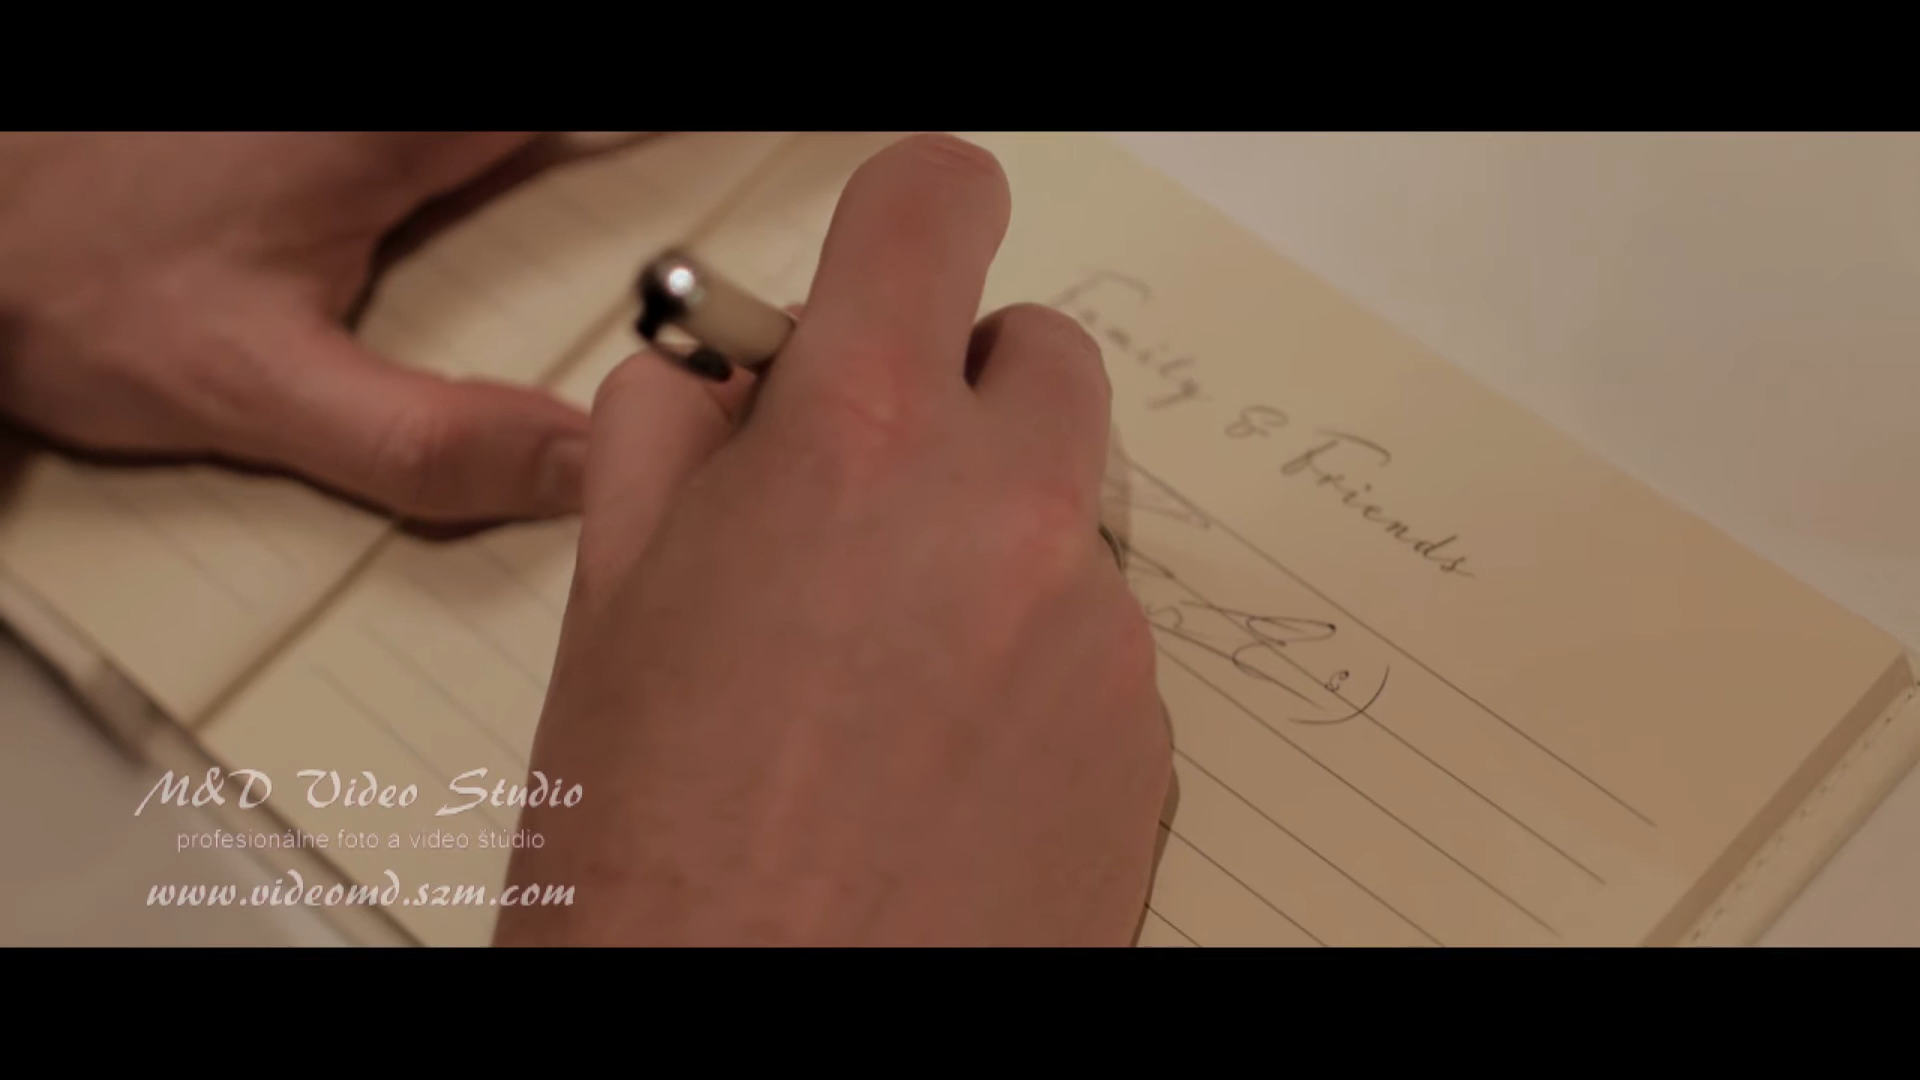 Family & Friends
M&D Video Studio
profesionálne foto a video štúdio
www.videomd.szm.com